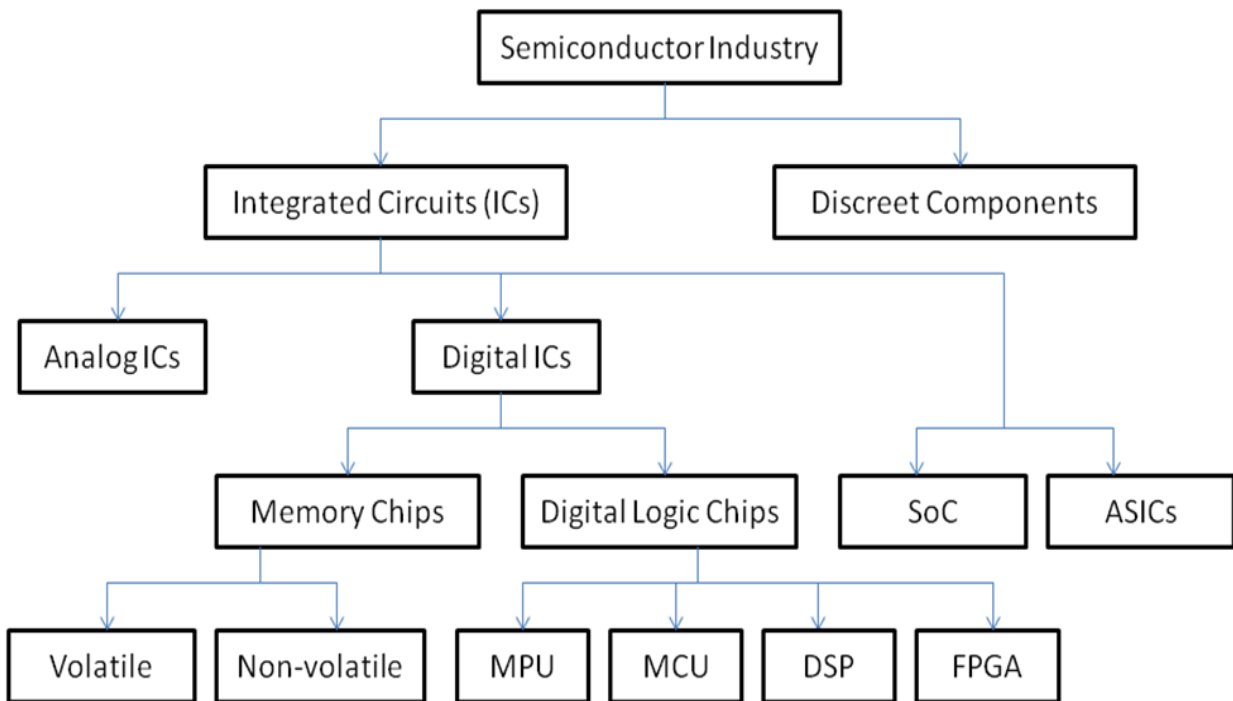 Semiconductor Industry
Integrated Circuits (ICs)
Discreet Components
Analog ICs
Digital ICs
Memory Chips
Digital Logic Chips
SoC
ASICs
Volatile
Non-volatile
MPU
MCU
DSP
FPGA